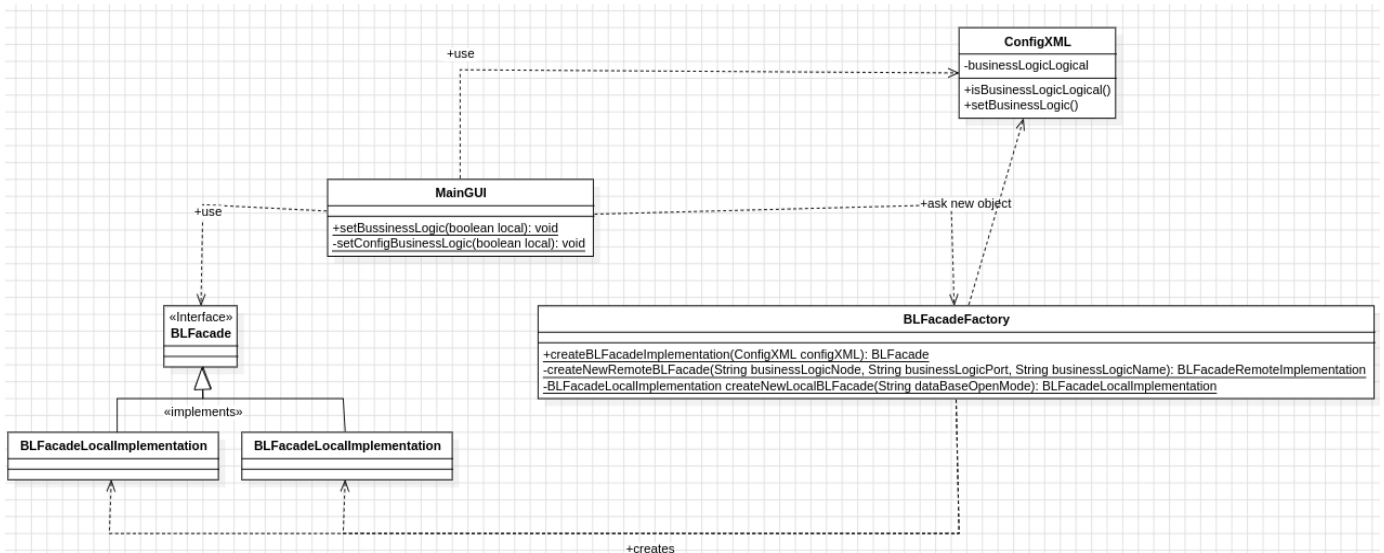 ConfigXML
-businessLogicLogical
+isBusinessLogicLogical()
+setBusinessLogic()
+use
MainGUI
+setBussinessLogic(boolean local): void
-setConfigBusinessLogic(boolean local): void
+use
+ask new object
«Interface»
BLFacade
BLFacadeFactory
+createBLFacadeImplementation(ConfigXML configXML): BLFacade
-createNewRemoteBLFacade(String businessLogicNode, String businessLogicPort, String businessLogicName): BLFacadeRemoteImplementation
-BLFacadeLocalImplementation createNewLocalBLFacade(String dataBaseOpenMode): BLFacadeLocalImplementation
«implements»
BLFacadeLocalImplementation
BLFacadeLocalImplementation
+creates